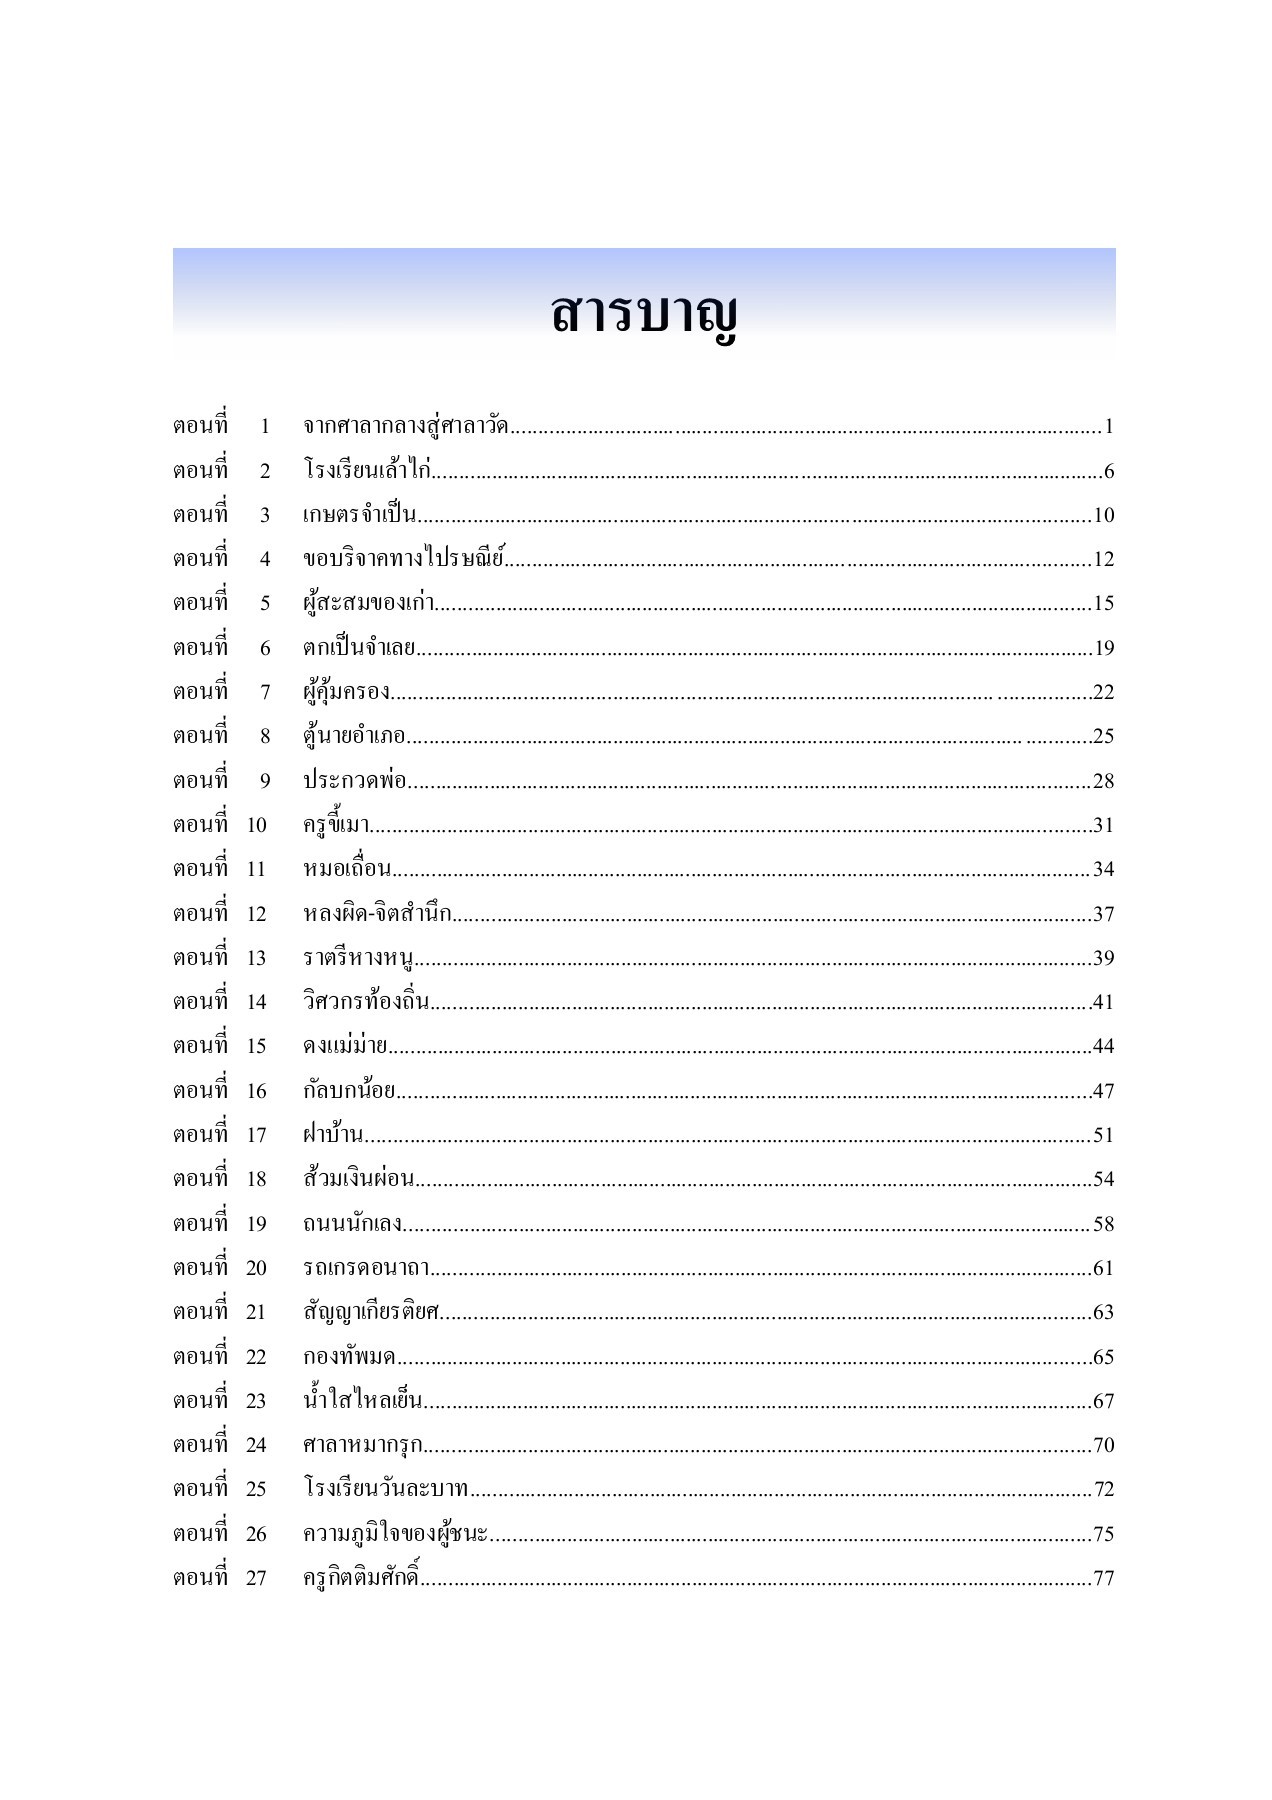 สารบาญ
ตอนที่ 1 จากศาลากลางสู่ศาลาวัด.....1
ตอนที่ 2 โรงเรียนเล้าไก่.....6
ตอนที่ 3 เกษตรจำเป็น.....10
ตอนที่ 4 ขอบริจาคทางไปรษณีย์.....12
ตอนที่ 5 ผู้สะสมของเก่า.....15
ตอนที่ 6 ตกเป็นจำเลย.....19
ตอนที่ 7 ผู้คุ้มครอง.....22
ตอนที่ 8 ตู้นายอำเภอ.....25
ตอนที่ 9 ประกวดพ่อ.....28
ตอนที่ 10 ครูขี้เมา.....31
ตอนที่ 11 หมอเถื่อน.....34
ตอนที่ 12 หลงผิด-จิตสำนึก.....37
ตอนที่ 13 ราตรีหางหนู.....39
ตอนที่ 14 วิศวกรท้องถิ่น.....41
ตอนที่ 15 ดงแม่ม่าย.....44
ตอนที่ 16 กัลบกน้อย.....47
ตอนที่ 17 ฝาบ้าน.....51
ตอนที่ 18 ส้วมเงินผ่อน.....54
ตอนที่ 19 ถนนนักเลง.....58
ตอนที่ 20 รถเกรดอนาถา.....61
ตอนที่ 21 สัญญาเกียรติยศ.....63
ตอนที่ 22 กองทัพมด.....65
ตอนที่ 23 น้ำใสไหลเย็น.....67
ตอนที่ 24 ศาลาหมากรุก.....70
ตอนที่ 25 โรงเรียนวันละบาท.....72
ตอนที่ 26 ความภูมิใจของผู้ชนะ.....75
ตอนที่ 27 ครูกิตติมศักดิ์.....77